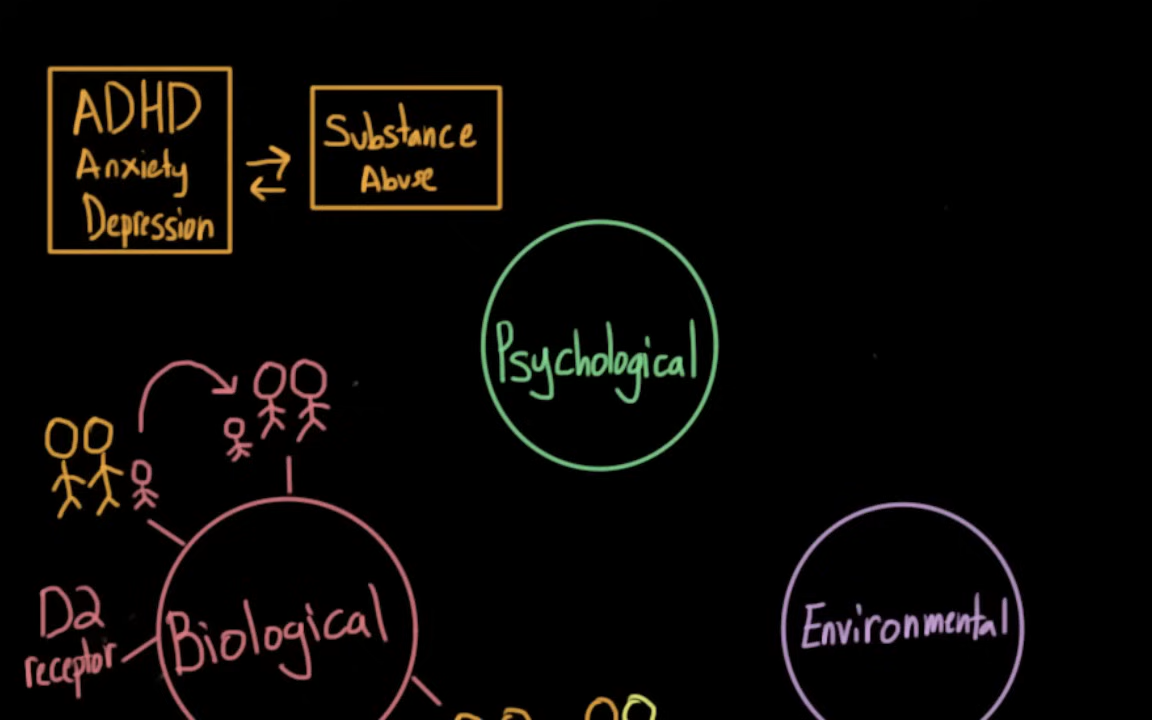 ADHD
Anxiety
Depression
Substance
Abuse
Psychological
D2
receptor
Biological
Environmental